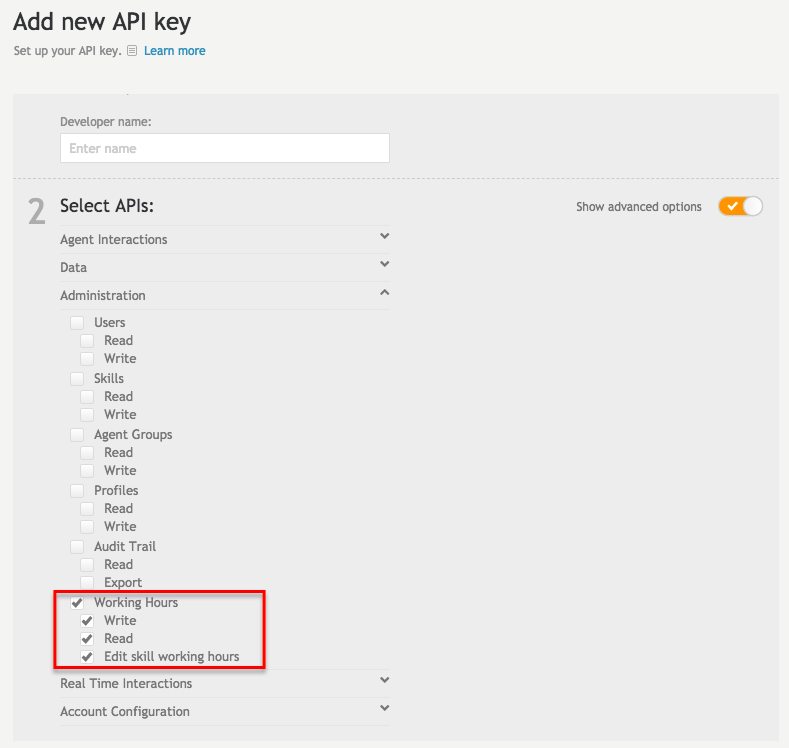 Add new API key
Set up your API key. Learn more
Developer name:
Enter name
2 Select APIs: Show advanced options
Agent Interactions
Data
Administration
Users
Read
Write
Skills
Read
Write
Agent Groups
Read
Write
Profiles
Read
Write
Audit Trail
Read
Export
Working Hours
Write
Read
Edit skill working hours
Real Time Interactions
Account Configuration